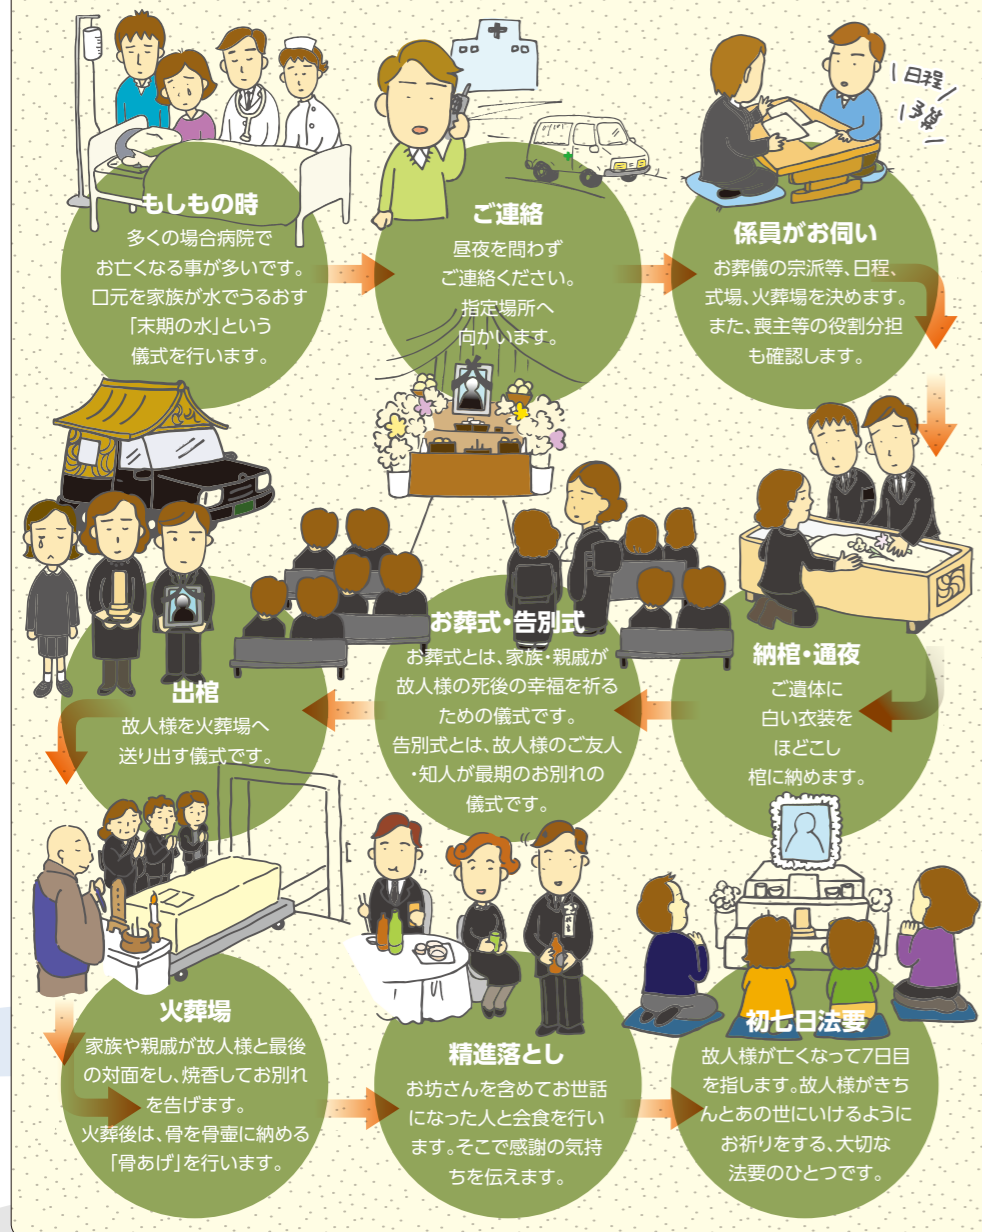 もしもの時
多くの場合病院で
お亡くなる事が多いです。
口元を家族が水でうるおす
「末期の水」という
儀式を行います。
ご連絡
昼夜を問わず
ご連絡ください。
指定場所へ
向かいます。
日程
予算
係員がお伺い
お葬儀の宗派等、日程、
式場、火葬場を決めます。
また、喪主等の役割分担
も確認します。
納棺・通夜
ご遺体に
白い衣装を
ほどこし
棺に納めます。
お葬式・告別式
お葬式とは、家族・親戚が
故人様の死後の幸福を祈る
ための儀式です。
告別式とは、故人様のご友人
・知人が最期のお別れの
儀式です。
出棺
故人様を火葬場へ
送り出す儀式です。
火葬場
家族や親戚が故人様と最後
の対面をし、焼香してお別れ
を告げます。
火葬後は、骨を骨壷に納める
「骨あげ」を行います。
精進落とし
お坊さんを含めてお世話
になった人と会食を行い
ます。そこで感謝の気持
ちを伝えます。
初七日法要
故人様が亡くなって7日目
を指します。故人様がきち
んとあの世にいけるように
お祈りをする、大切な
法要のひとつです。